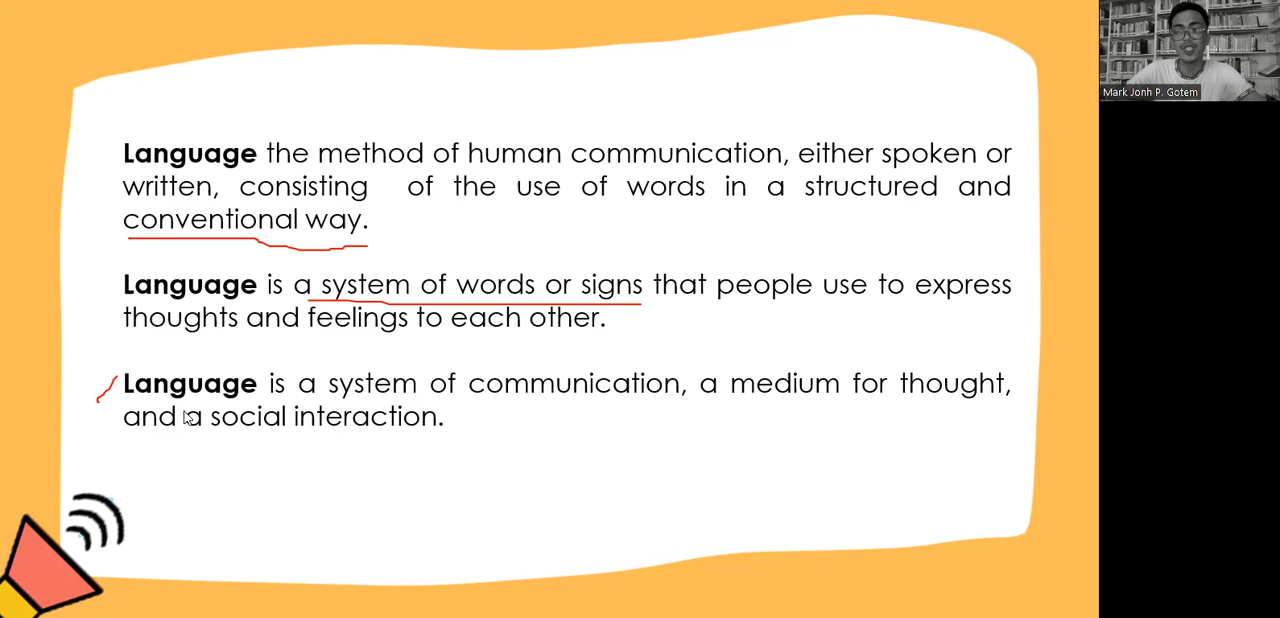 Mark Jonh P. Gotem
Language the method of human communication, either spoken or
written, consisting of the use of words in a structured and
conventional way.
Language is a system of words or signs that people use to express
thoughts and feelings to each other.
Language is a system of communication, a medium for thought,
and a social interaction.